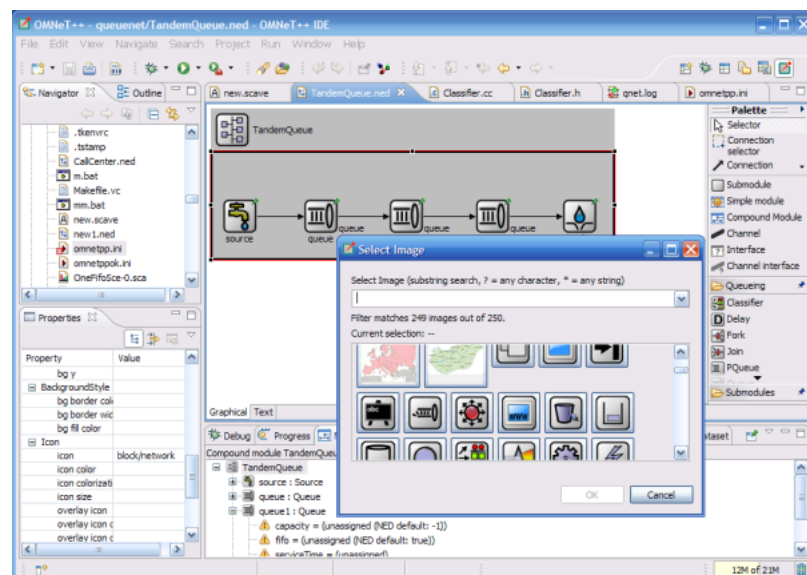 OMNeT++ - queuenet/TandemQueue.ned - OMNeT++ IDE
File Edit View Navigate Search Project Run Window Help
Navigator Outline
.tkenvrc
.tstamp
CallCenter.ned
m.bat
Makefile.vc
mm.bat
new.scave
new1.ned
omnetpp.ini
omnetppok.ini
OneFifoSce-0.sca
Properties
Property Value
bg y
BackgroundStyle
bg border col
bg border wid
bg fill color
Icon
icon block/network
icon color
icon colorizati
icon size
overlay icon
overlay icon c
overlay icon c
new.scave TandemQueue.ned Classifier.cc Classifier.h qnet.log omnetpp.ini
TandemQueue
source queue queue queue queue
Graphical Text
Palette
Selector
Connection
selector
Connection
Submodule
Simple module
Compound Module
Channel
Interface
Channel interface
Queueing
Classifier
D Delay
Fork
Join
PQueue
Submodules
Select Image
Select Image (substring search, ? = any character, * = any string)
Filter matches 249 images out of 250.
Current selection: --
abc
www
OK Cancel
Debug Progress
ataset
Compound module TandemQueu
TandemQueue
source : Source
queue : Queue
queue1 : Queue
capacity = (unassigned (NED default: -1))
fifo = (unassigned (NED default: true))
serviceTime = (unassigned)
12M of 21M